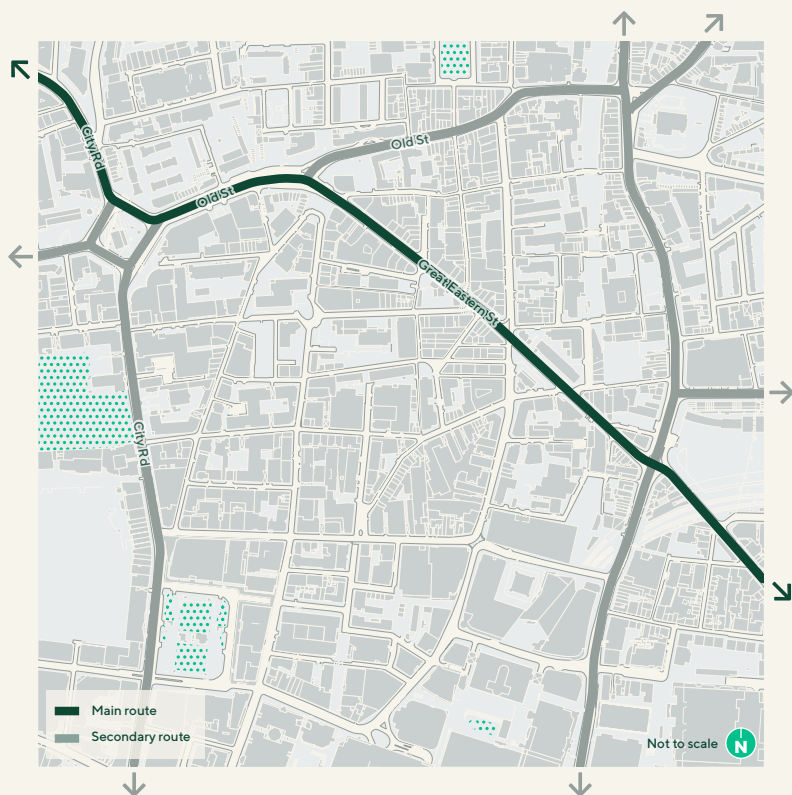 City Rd
Old St
Old St
Great Eastern St
City Rd
Main route
Secondary route
Not to scale
N